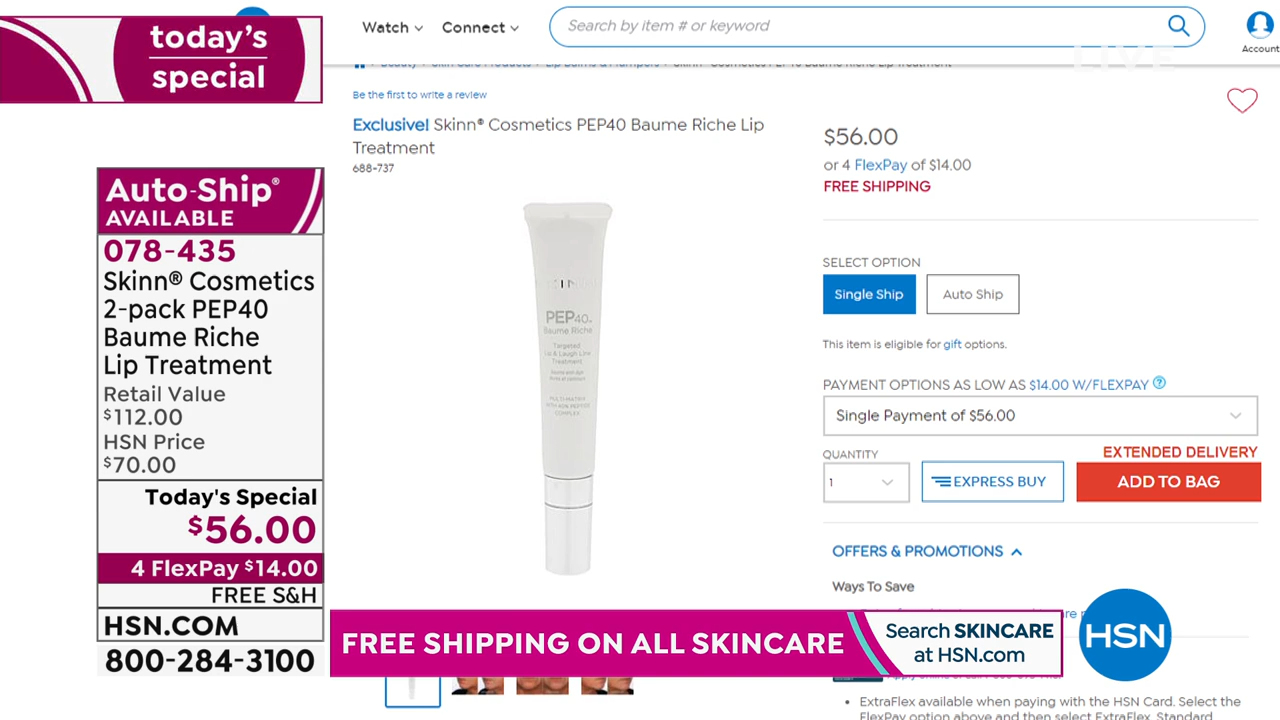 today's
special
Auto-Ship®
AVAILABLE
078-435
Skinn® Cosmetics
2-pack PEP40
Baume Riche
Lip Treatment
Retail Value
$112.00
HSN Price
$70.00
Today's Special
$56.00
4 FlexPay $14.00
FREE S&H
HSN.COM
800-284-3100
Watch
Connect
Search by item # or keyword
Account
LIVE
Be the first to write a review
Exclusive! Skinn® Cosmetics PEP40 Baume Riche Lip
Treatment
688-737
PEP40™
Baume Riche
Targeted
Lip & Laugh Line
Treatment
$56.00
or 4 FlexPay of $14.00
FREE SHIPPING
SELECT OPTION
Single Ship
Auto Ship
This item is eligible for gift options.
PAYMENT OPTIONS AS LOW AS $14.00 W/FLEXPAY ?
Single Payment of $56.00
QUANTITY
EXTENDED DELIVERY
1
EXPRESS BUY
ADD TO BAG
OFFERS & PROMOTIONS
Ways To Save
FREE SHIPPING ON ALL SKINCARE
Search SKINCARE
at HSN.com
HSN
• ExtraFlex available when paying with the HSN Card. Select the
FlexPay option above and then select ExtraFlex. Standard